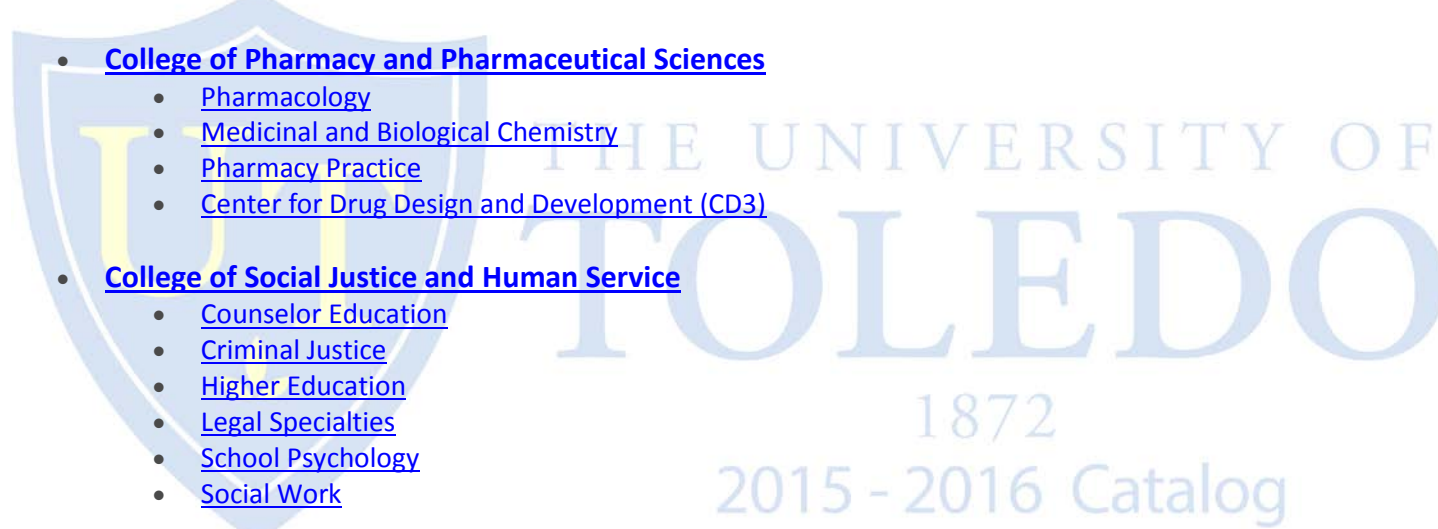 College of Pharmacy and Pharmaceutical Sciences
Pharmacology
Medicinal and Biological Chemistry
Pharmacy Practice
Center for Drug Design and Development (CD3)
College of Social Justice and Human Service
Counselor Education
Criminal Justice
Higher Education
Legal Specialties
School Psychology
Social Work
UT
THE UNIVERSITY OF
TOLEDO
1872
2015 - 2016 Catalog